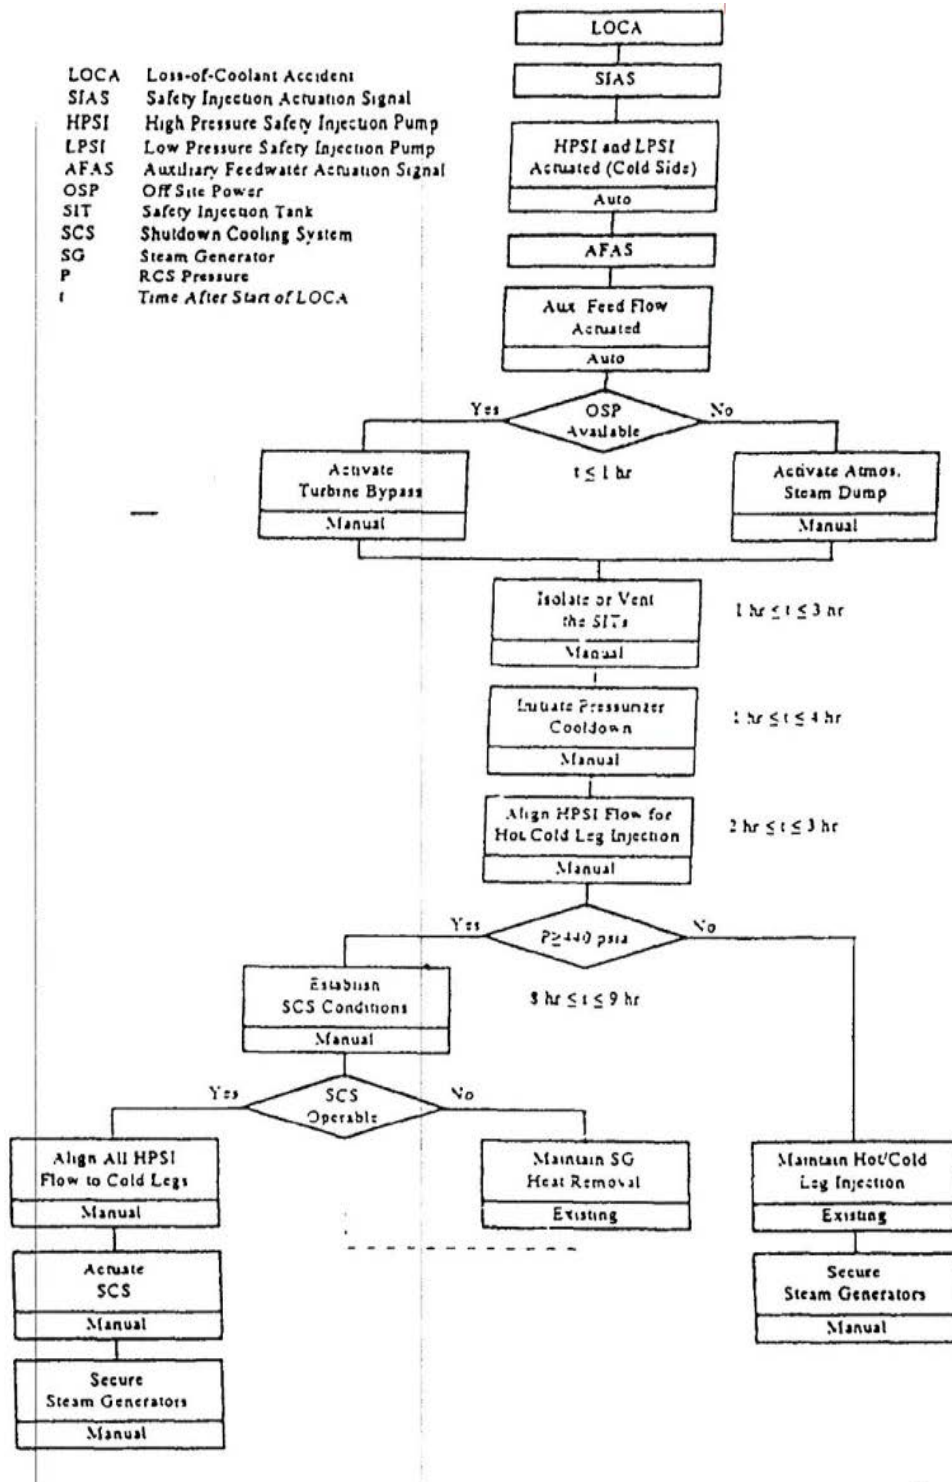 LOCA
LOCA Loss-of-Coolant Accident
SIAS Safety Injection Actuation Signal
HPSI High Pressure Safety Injection Pump
LPSI Low Pressure Safety Injection Pump
AFAS Auxiliary Feedwater Actuation Signal
OSP Off Site Power
SIT Safety Injection Tank
SCS Shutdown Cooling System
SG Steam Generator
P RCS Pressure
t Time After Start of LOCA
SIAS
HPSI and LPSI
Actuated (Cold Side)
Auto
AFAS
Aux. Feed Flow
Actuated
Auto
Yes
OSP
Available
No
t ≤ 1 hr
Activate
Turbine Bypass
Manual
Activate Atmos.
Steam Dump
Manual
Isolate or Vent
the SITs
Manual
1 hr ≤ t ≤ 3 hr
Initiate Pressurizer
Cooldown
Manual
1 hr ≤ t ≤ 4 hr
Align HPSI Flow for
Hot/Cold Leg Injection
Manual
2 hr ≤ t ≤ 3 hr
Yes
P≥440 psia
No
8 hr ≤ t ≤ 9 hr
Establish
SCS Conditions
Manual
Yes
SCS
Operable
No
Align All HPSI
Flow to Cold Legs
Manual
Maintain SG
Heat Removal
Existing
Maintain Hot/Cold
Leg Injection
Existing
Actuate
SCS
Manual
Secure
Steam Generators
Manual
Secure
Steam Generators
Manual